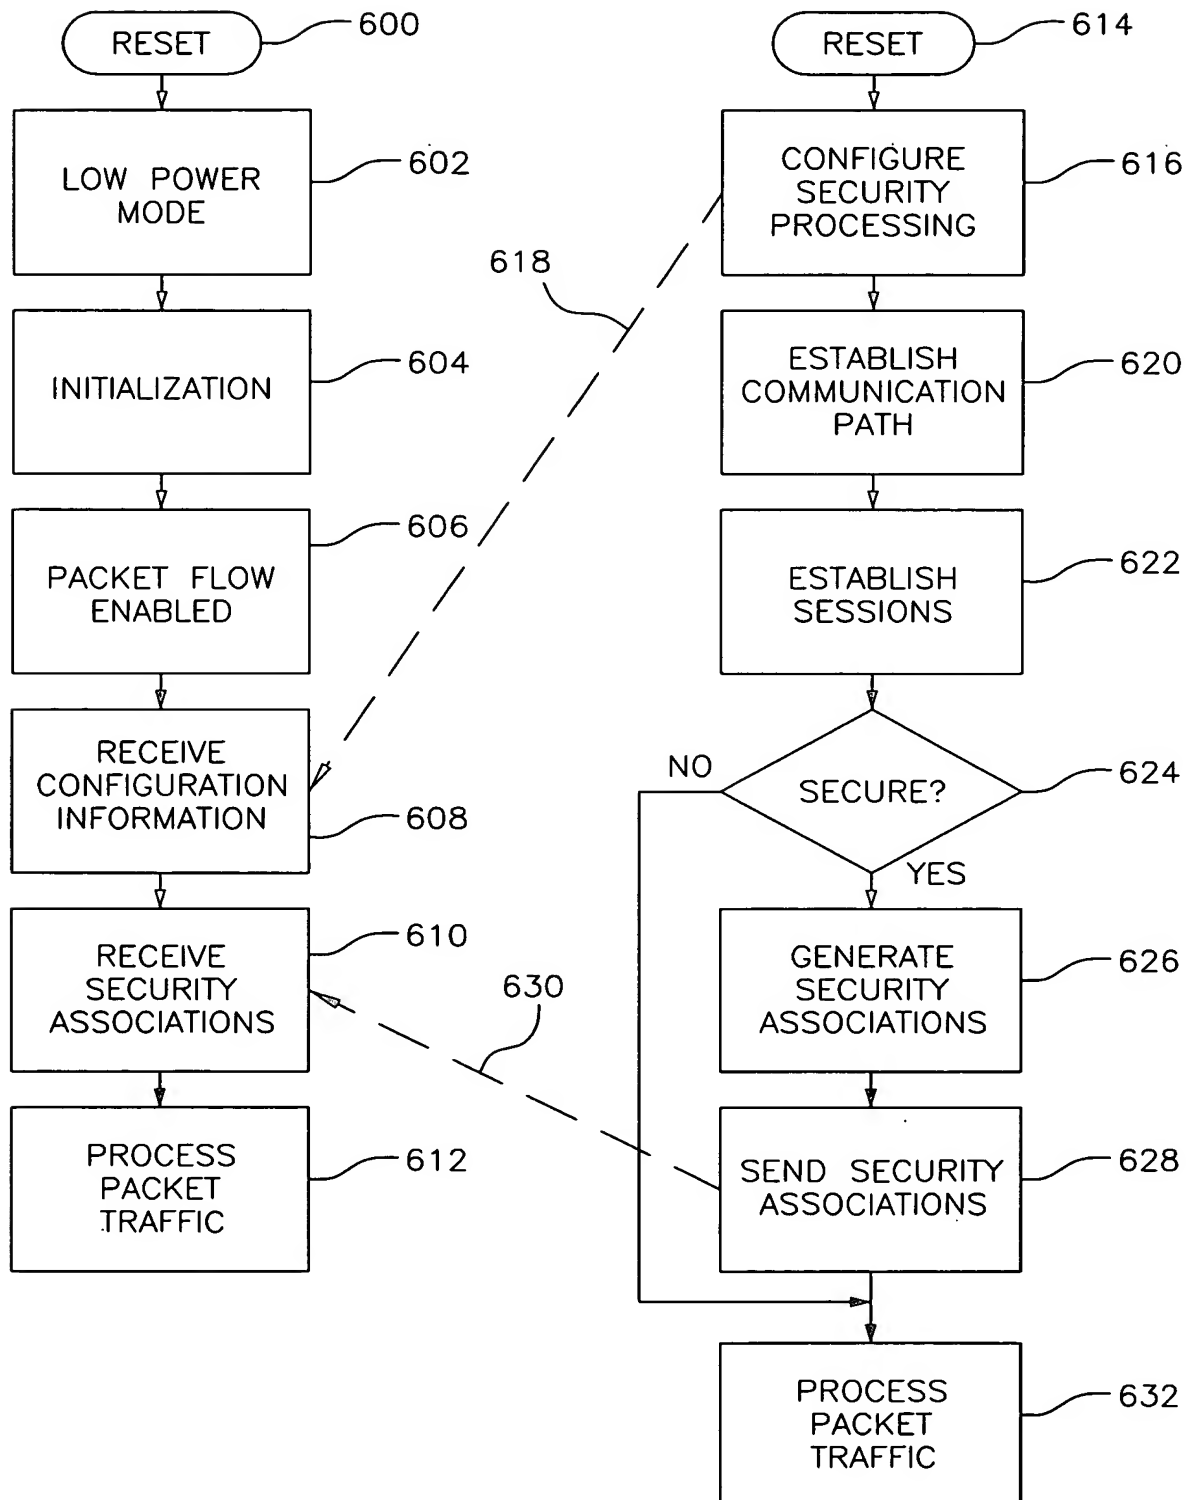 RESET
600
LOW POWER
MODE
602
INITIALIZATION
604
PACKET FLOW
ENABLED
606
RECEIVE
CONFIGURATION
INFORMATION
608
RECEIVE
SECURITY
ASSOCIATIONS
610
PROCESS
PACKET
TRAFFIC
612
618
630
RESET
614
CONFIGURE
SECURITY
PROCESSING
616
ESTABLISH
COMMUNICATION
PATH
620
ESTABLISH
SESSIONS
622
SECURE?
624
NO
YES
GENERATE
SECURITY
ASSOCIATIONS
626
SEND SECURITY
ASSOCIATIONS
628
PROCESS
PACKET
TRAFFIC
632